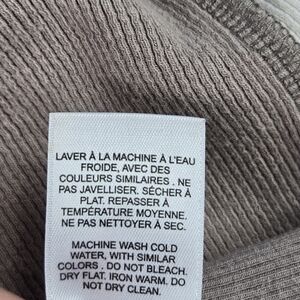 LAVER À LA MACHINE À L'EAU
FROIDE, AVEC DES
COULEURS SIMILAIRES . NE
PAS JAVELLISER. SÉCHER À
PLAT. REPASSER À
TEMPÉRATURE MOYENNE.
NE PAS NETTOYER À SEC.
MACHINE WASH COLD
WATER, WITH SIMILAR
COLORS . DO NOT BLEACH.
DRY FLAT. IRON WARM. DO
NOT DRY CLEAN.